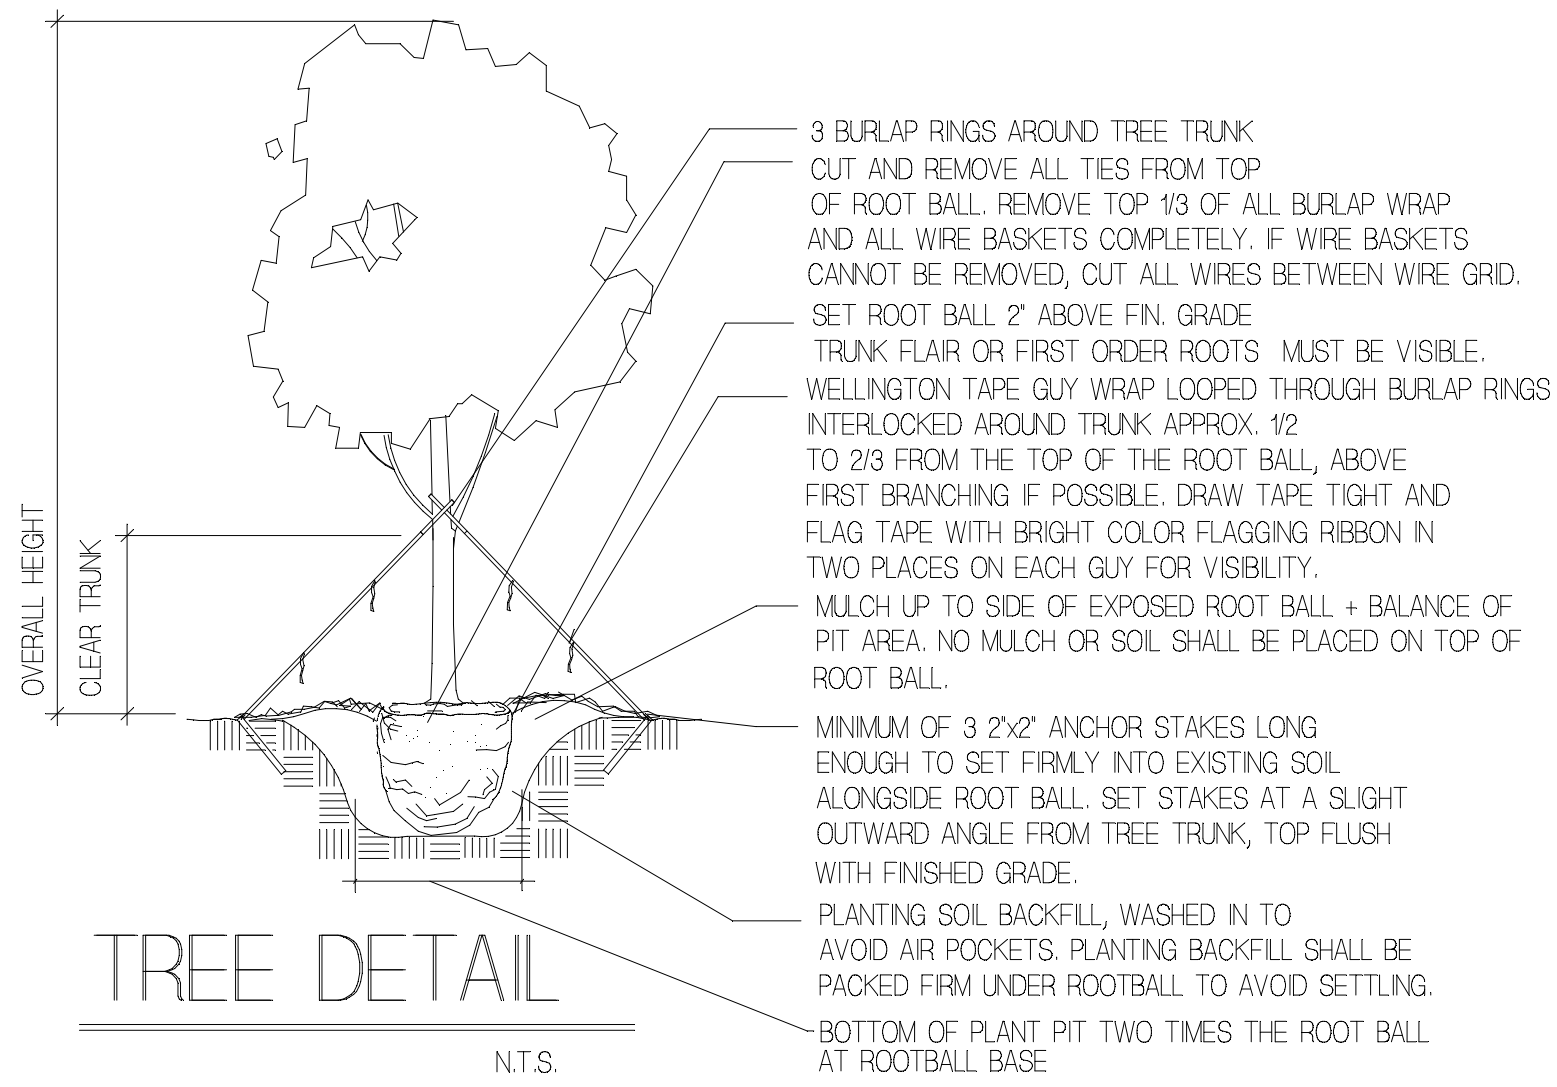 3 BURLAP RINGS AROUND TREE TRUNK
CUT AND REMOVE ALL TIES FROM TOP
OF ROOT BALL. REMOVE TOP 1/3 OF ALL BURLAP WRAP
AND ALL WIRE BASKETS COMPLETELY. IF WIRE BASKETS
CANNOT BE REMOVED, CUT ALL WIRES BETWEEN WIRE GRID.
SET ROOT BALL 2" ABOVE FIN. GRADE
TRUNK FLAIR OR FIRST ORDER ROOTS MUST BE VISIBLE.
WELLINGTON TAPE GUY WRAP LOOPED THROUGH BURLAP RINGS
INTERLOCKED AROUND TRUNK APPROX. 1/2
TO 2/3 FROM THE TOP OF THE ROOT BALL, ABOVE
FIRST BRANCHING IF POSSIBLE. DRAW TAPE TIGHT AND
FLAG TAPE WITH BRIGHT COLOR FLAGGING RIBBON IN
TWO PLACES ON EACH GUY FOR VISIBILITY.
MULCH UP TO SIDE OF EXPOSED ROOT BALL + BALANCE OF
PIT AREA. NO MULCH OR SOIL SHALL BE PLACED ON TOP OF
ROOT BALL.
MINIMUM OF 3 2"x2" ANCHOR STAKES LONG
ENOUGH TO SET FIRMLY INTO EXISTING SOIL
ALONGSIDE ROOT BALL. SET STAKES AT A SLIGHT
OUTWARD ANGLE FROM TREE TRUNK, TOP FLUSH
WITH FINISHED GRADE.
PLANTING SOIL BACKFILL, WASHED IN TO
AVOID AIR POCKETS. PLANTING BACKFILL SHALL BE
PACKED FIRM UNDER ROOTBALL TO AVOID SETTLING.
BOTTOM OF PLANT PIT TWO TIMES THE ROOT BALL
AT ROOTBALL BASE
OVERALL HEIGHT
CLEAR TRUNK
TREE DETAIL
N.T.S.